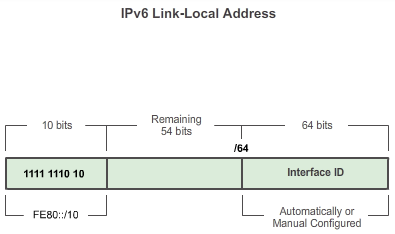 IPv6 Link-Local Address
10 bits
Remaining
54 bits
64 bits
/64
1111 1110 10
Interface ID
FE80::/10
Automatically or
Manual Configured